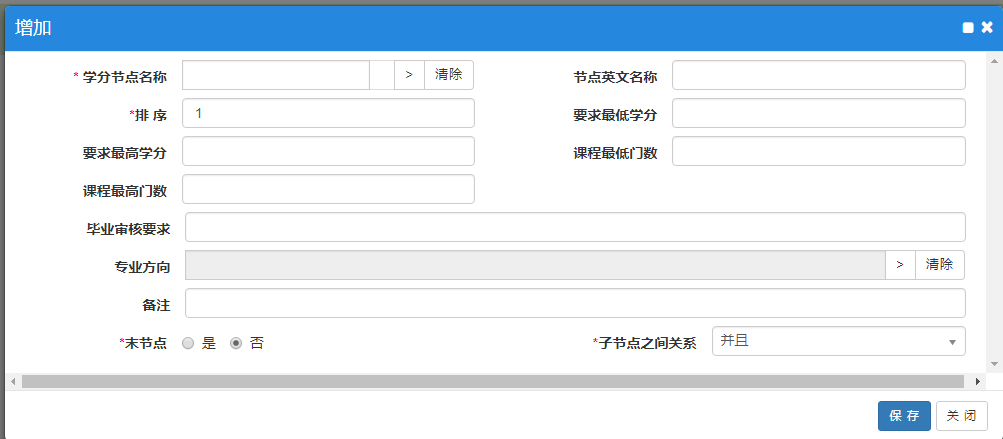 增加
* 学分节点名称 > 清除 节点英文名称
*排 序 1 要求最低学分
要求最高学分 课程最低门数
课程最高门数
毕业审核要求
专业方向 > 清除
备注
*末节点 是 否 *子节点之间关系 并且
保 存 关 闭